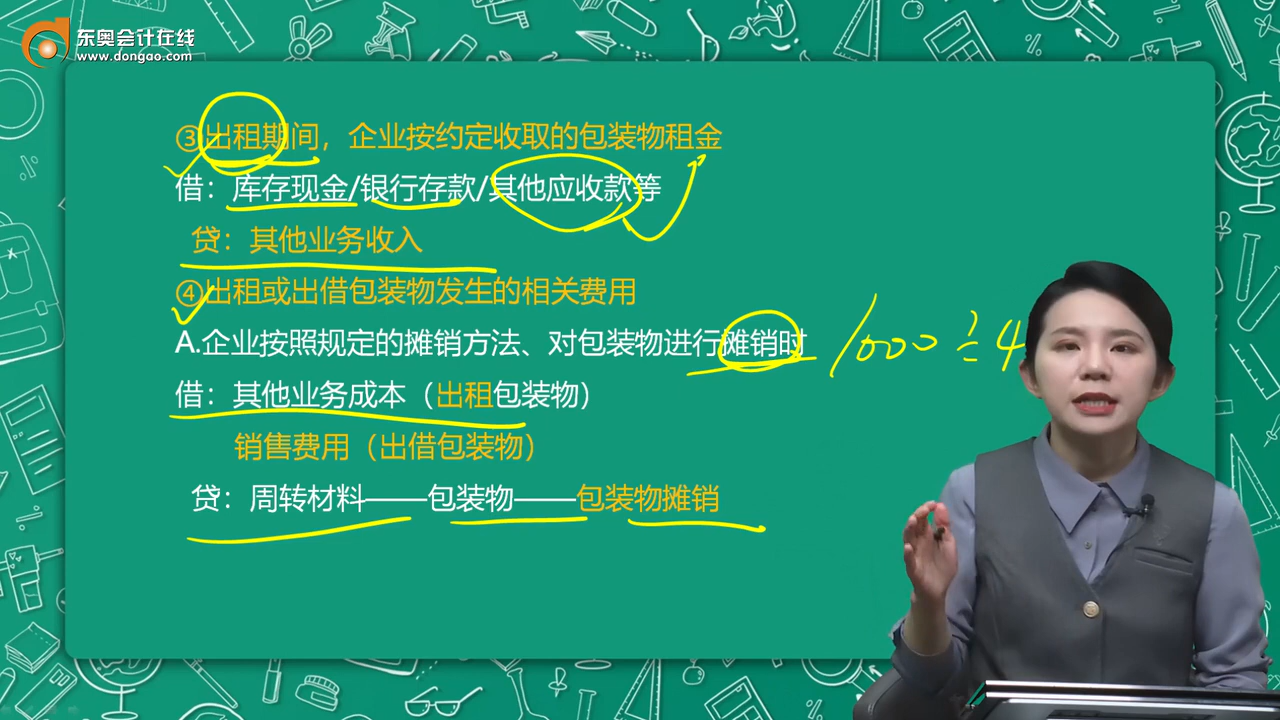 东奥会计在线
www.dongao.com
③出租期间，企业按约定收取的包装物租金
借：库存现金/银行存款/其他应收款等
贷：其他业务收入
④出租或出借包装物发生的相关费用
A.企业按照规定的摊销方法、对包装物进行摊销时
1000÷4
借：其他业务成本（出租包装物）
销售费用（出借包装物）
贷：周转材料——包装物——包装物摊销